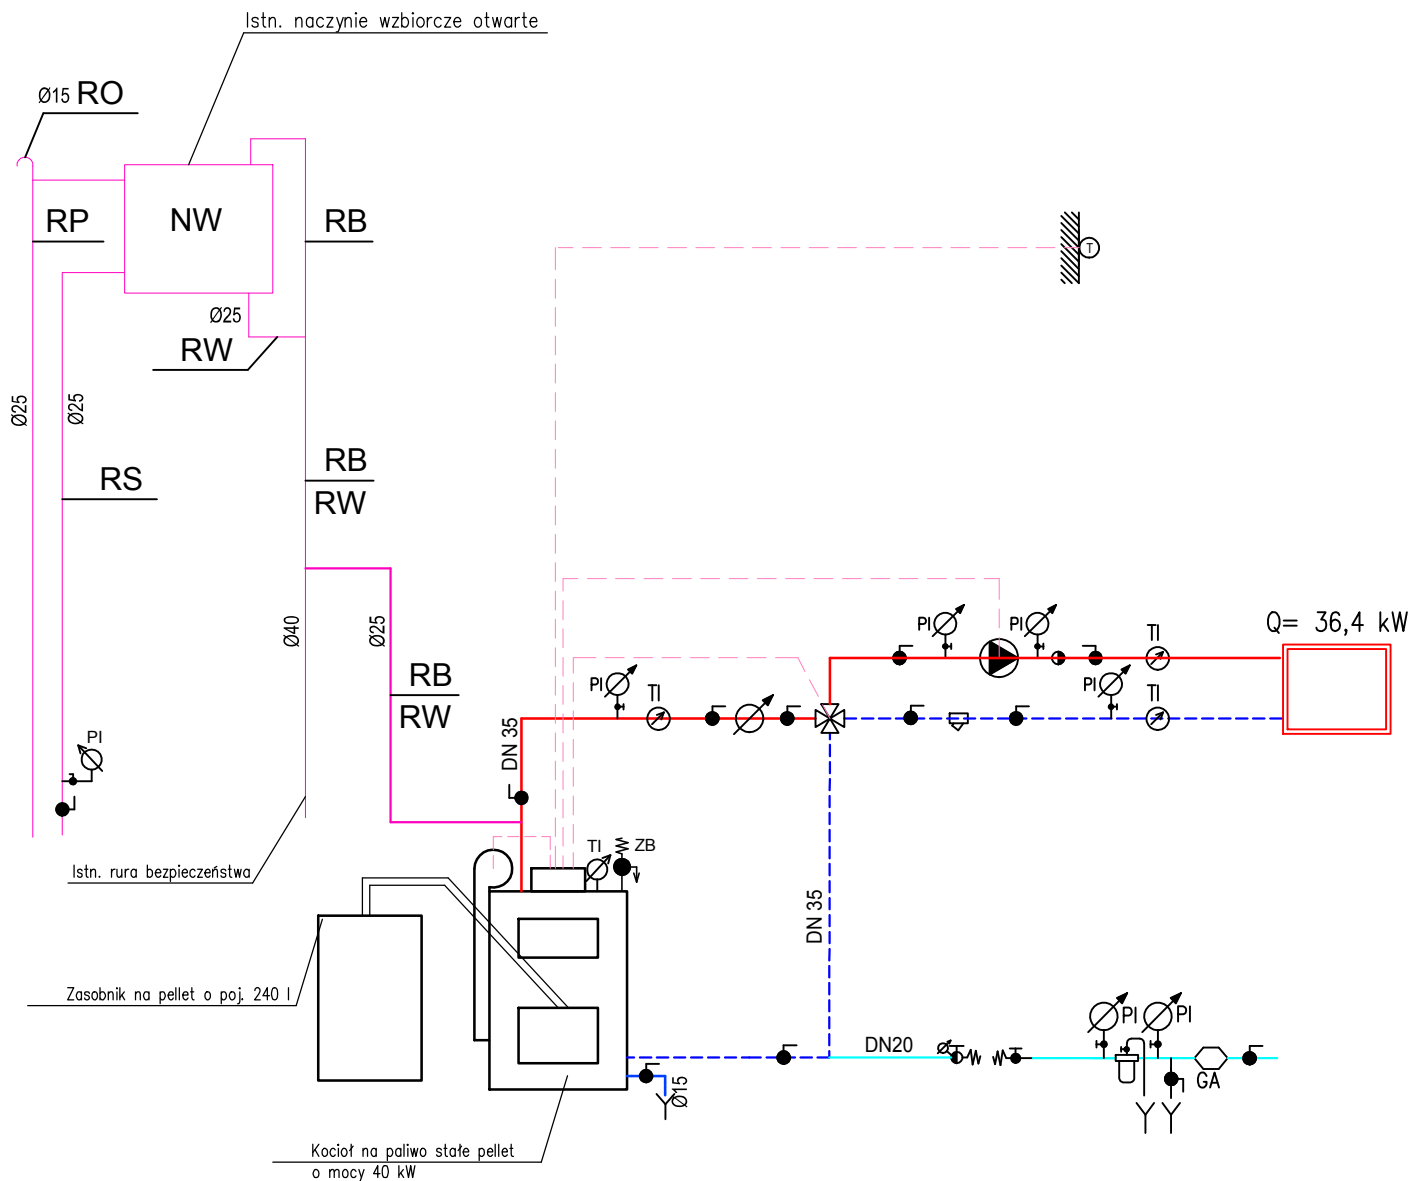 Istn. naczynie wzbiorcze otwarte
Ø15 RO
RP
NW
RB
T
Ø25
RW
Ø25
Ø25
RS
RB
RW
Ø40
Ø25
RB
RW
PI
PI
TI
Q= 36,4 kW
PI
TI
PI
TI
DN 35
PI
Istn. rura bezpieczeństwa
TI
ZB
DN 35
Zasobnik na pellet o poj. 240 l
PI
PI
DN20
GA
Ø15
Kocioł na paliwo stałe pellet
o mocy 40 kW